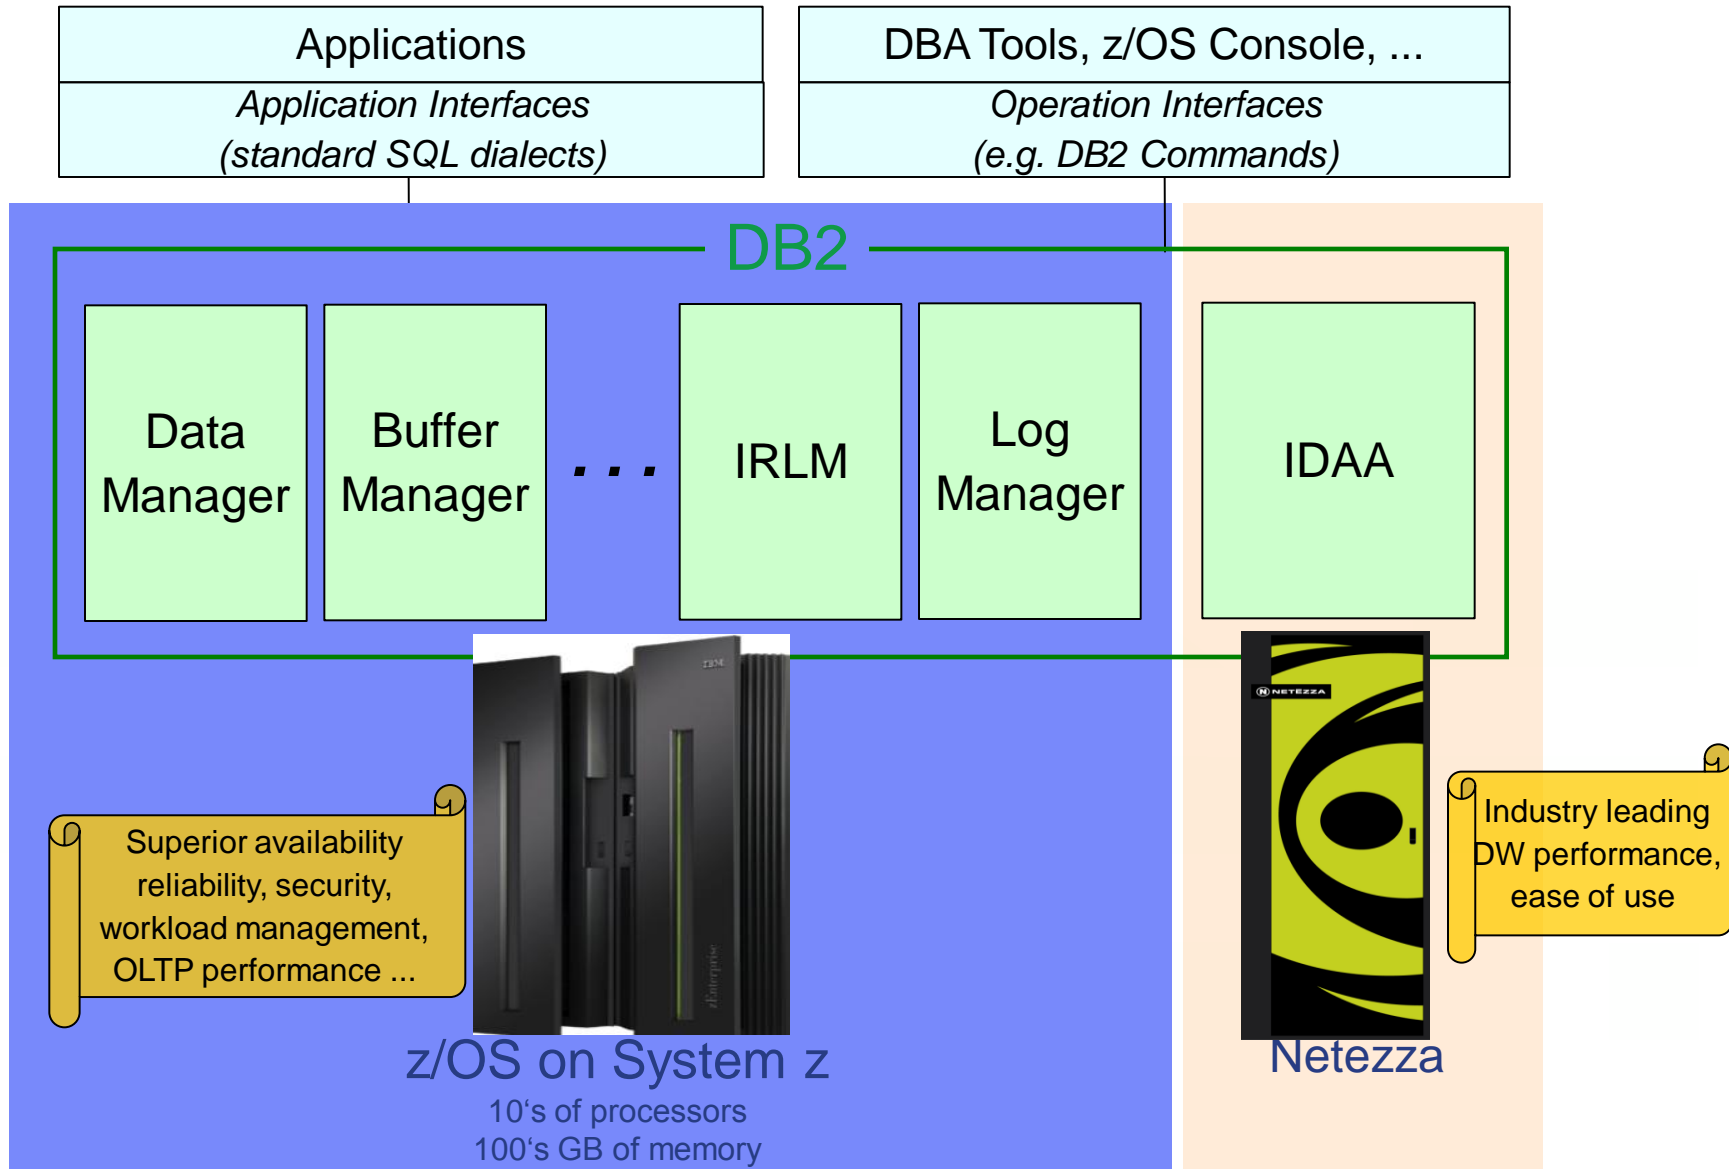 Applications
Application Interfaces
(standard SQL dialects)
DBA Tools, z/OS Console, ...
Operation Interfaces
(e.g. DB2 Commands)
DB2
Data
Manager
Buffer
Manager
...
IRLM
Log
Manager
IDAA
IBM
zEnterprise
NETEZZA
Superior availability
reliability, security,
workload management,
OLTP performance ...
Industry leading
DW performance,
ease of use
z/OS on System z
10‘s of processors
100‘s GB of memory
Netezza